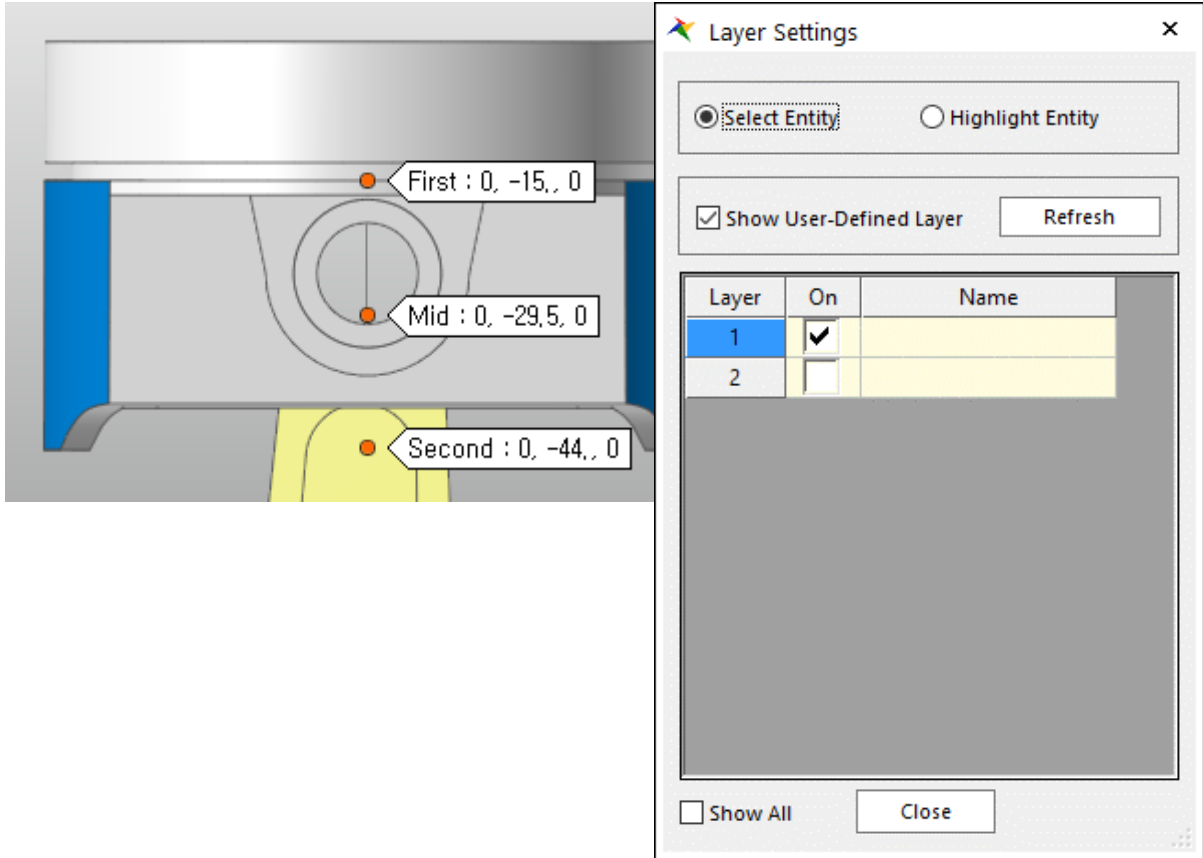 First : 0, -15,, 0
Mid : 0, -29,5, 0
Second : 0, -44,, 0
Layer Settings
Select Entity
Highlight Entity
Show User-Defined Layer
Refresh
Layer On Name
1
2
Show All
Close